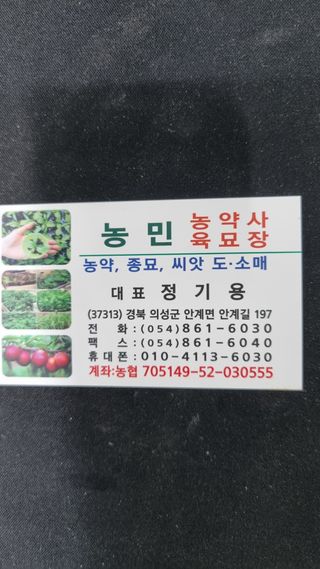 농민 농약사
육묘장
농약, 종묘, 씨앗 도·소매
대표 정기용
(37313) 경북 의성군 안계면 안계길 197
전 화 : (054)861-6030
팩 스 : (054)861-6040
휴대폰 : 010-4113-6030
계좌:농협 705149-52-030555